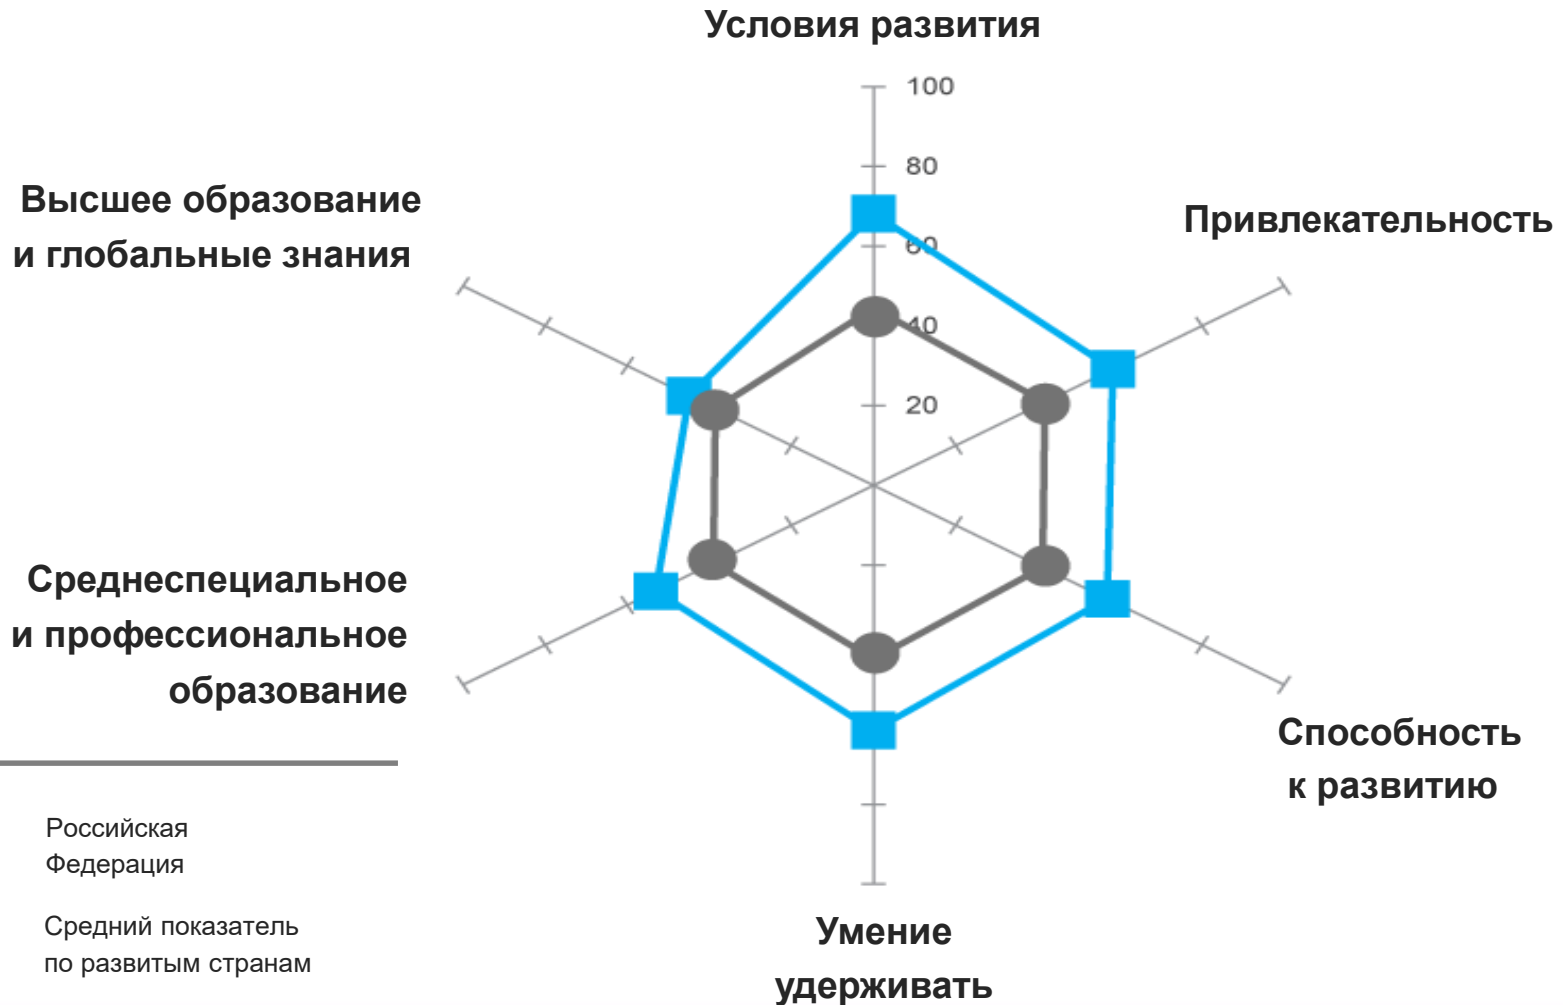 Условия развития
100
80
60
40
20
Высшее образование
и глобальные знания
Привлекательность
Среднеспециальное
и профессиональное
образование
Способность
к развитию
Российская
Федерация
Средний показатель
по развитым странам
Умение
удерживать